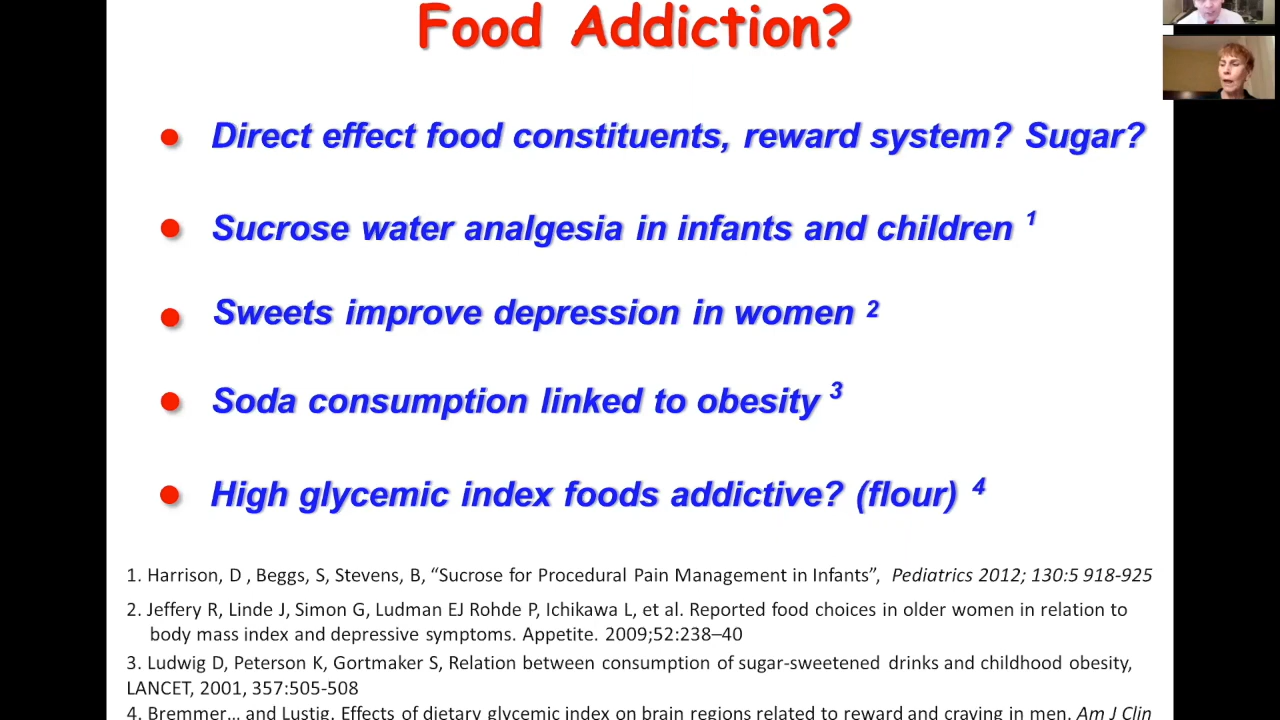 Food Addiction?
Direct effect food constituents, reward system? Sugar?
Sucrose water analgesia in infants and children 1
Sweets improve depression in women 2
Soda consumption linked to obesity 3
High glycemic index foods addictive? (flour) 4
1. Harrison, D , Beggs, S, Stevens, B, “Sucrose for Procedural Pain Management in Infants”, Pediatrics 2012; 130:5 918-925
2. Jeffery R, Linde J, Simon G, Ludman EJ Rohde P, Ichikawa L, et al. Reported food choices in older women in relation to
body mass index and depressive symptoms. Appetite. 2009;52:238–40
3. Ludwig D, Peterson K, Gortmaker S, Relation between consumption of sugar-sweetened drinks and childhood obesity,
LANCET, 2001, 357:505-508
4. Bremmer… and Lustig. Effects of dietary glycemic index on brain regions related to reward and craving in men. Am J Clin